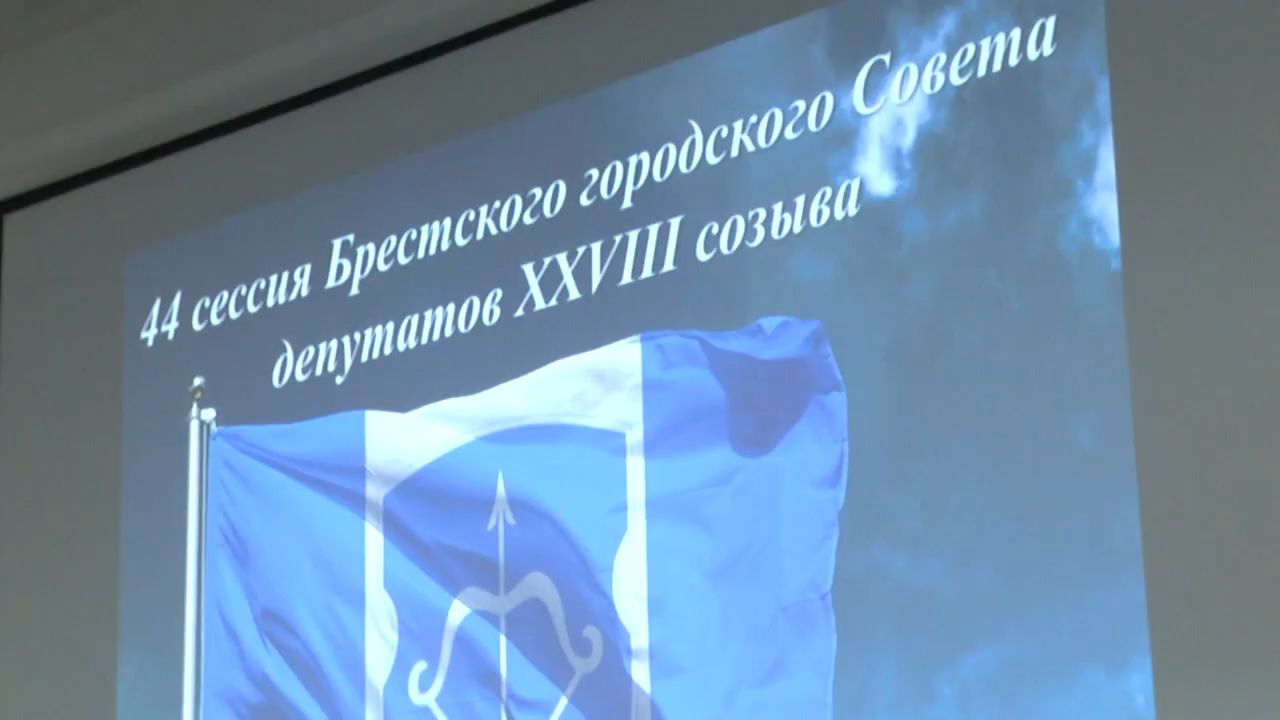 44 сессия Брестского городского Совета
депутатов XXVIII созыва